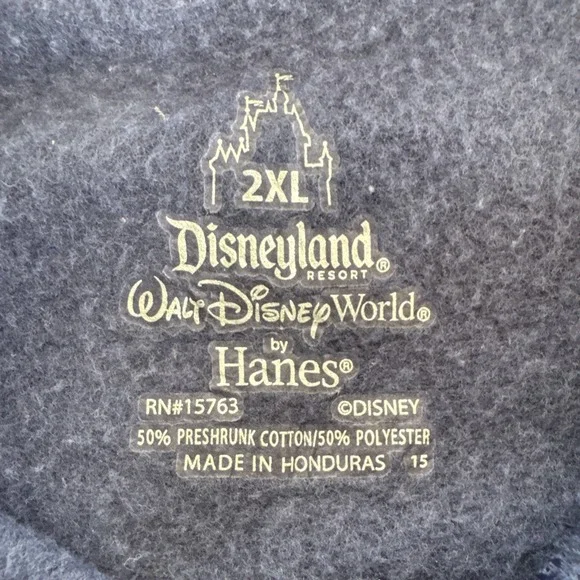 2XL
Disneyland®
RESORT
WALT DISNEY World®
by
Hanes®
RN#15763 ©DISNEY
50% PRESHRUNK COTTON/50% POLYESTER
MADE IN HONDURAS 15